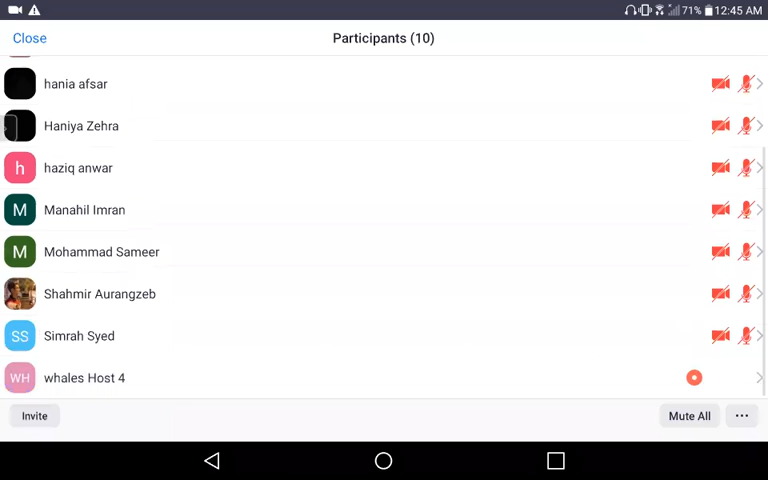 71% 12:45 AM
Close Participants (10)
hania afsar
Haniya Zehra
h haziq anwar
M Manahil Imran
M Mohammad Sameer
Shahmir Aurangzeb
SS Simrah Syed
WH whales Host 4
Invite Mute All ...